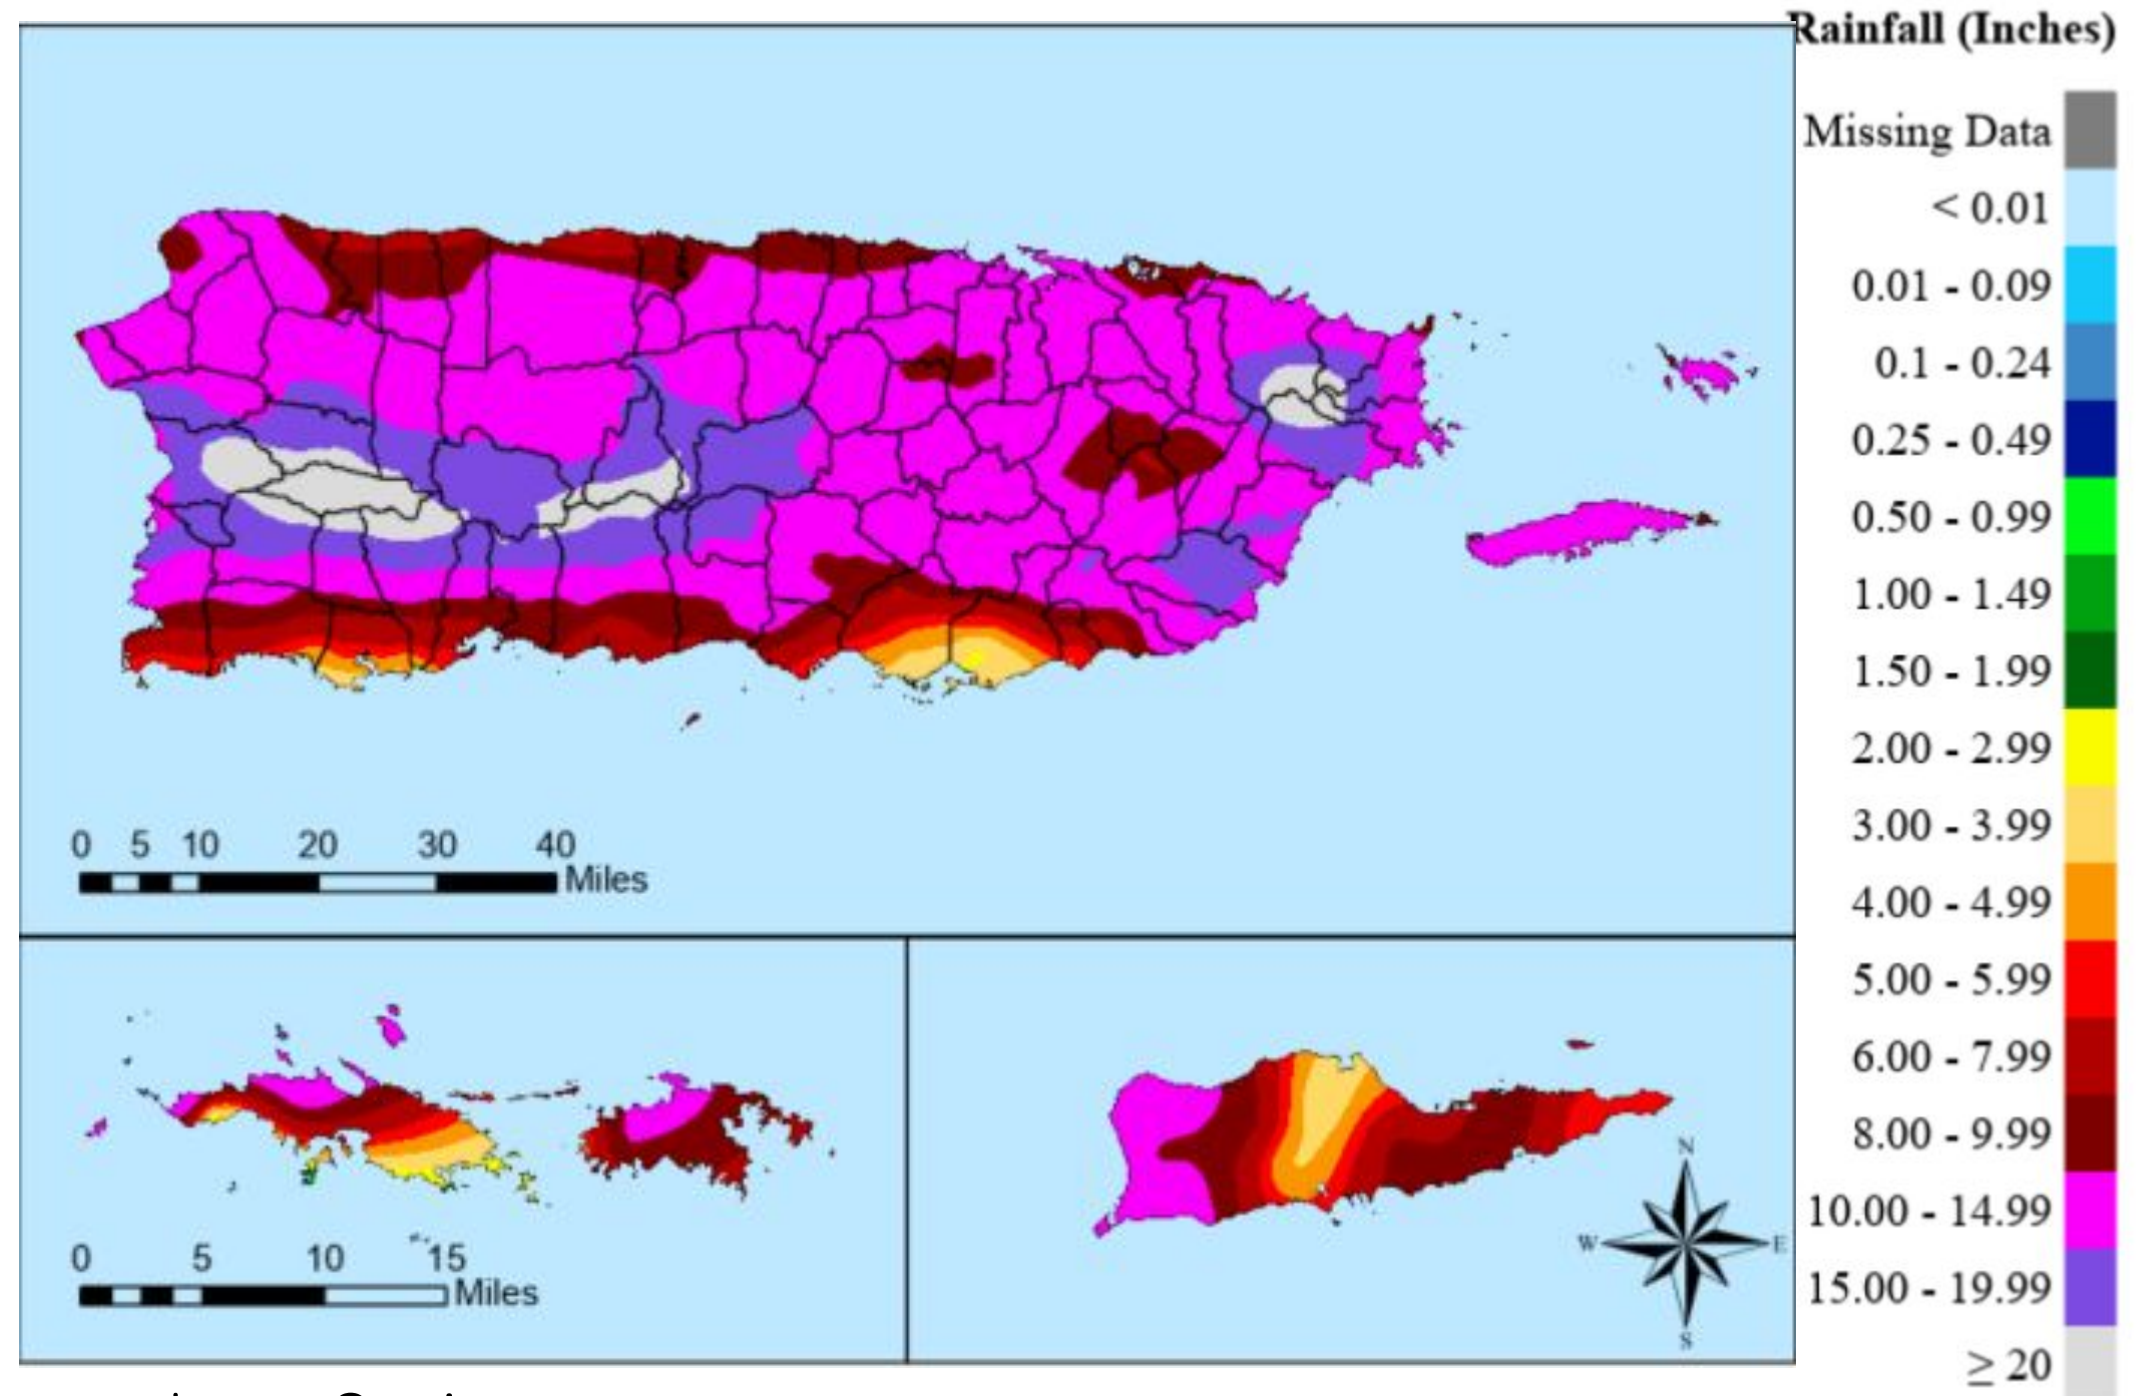 Rainfall (Inches)
Missing Data
< 0.01
0.01 - 0.09
0.1 - 0.24
0.25 - 0.49
0.50 - 0.99
1.00 - 1.49
1.50 - 1.99
2.00 - 2.99
3.00 - 3.99
4.00 - 4.99
5.00 - 5.99
6.00 - 7.99
8.00 - 9.99
10.00 - 14.99
15.00 - 19.99
≥ 20
0 5 10 20 30 40
Miles
0 5 10 15
Miles
N
W E
S